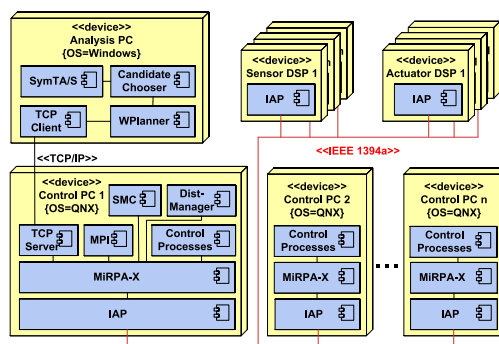 <<device>>
Analysis PC
{OS=Windows}
SymTA/S
Candidate
Chooser
TCP
Client
WPlanner
<<device>>
Sensor DSP 1
IAP
<<device>>
Actuator DSP 1
IAP
<<TCP/IP>>
<<IEEE 1394a>>
<<device>>
Control PC 1
{OS=QNX}
SMC
Dist-
Manager
TCP
Server
MPI
Control
Processes
MiRPA-X
IAP
<<device>>
Control PC 2
{OS=QNX}
Control
Processes
MiRPA-X
IAP
...
<<device>>
Control PC n
{OS=QNX}
Control
Processes
MiRPA-X
IAP